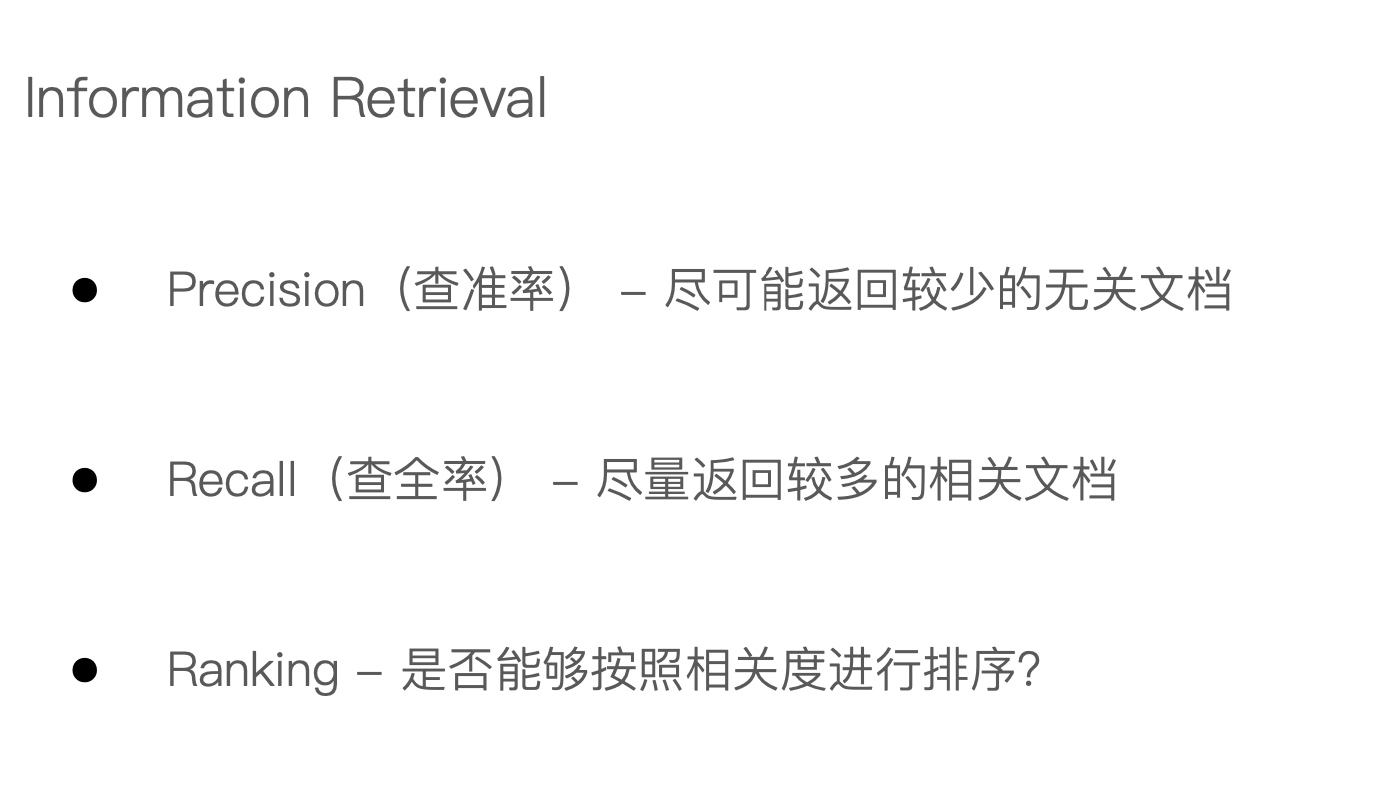 Information Retrieval
● Precision（查准率） – 尽可能返回较少的无关文档
● Recall（查全率） – 尽量返回较多的相关文档
● Ranking – 是否能够按照相关度进行排序？